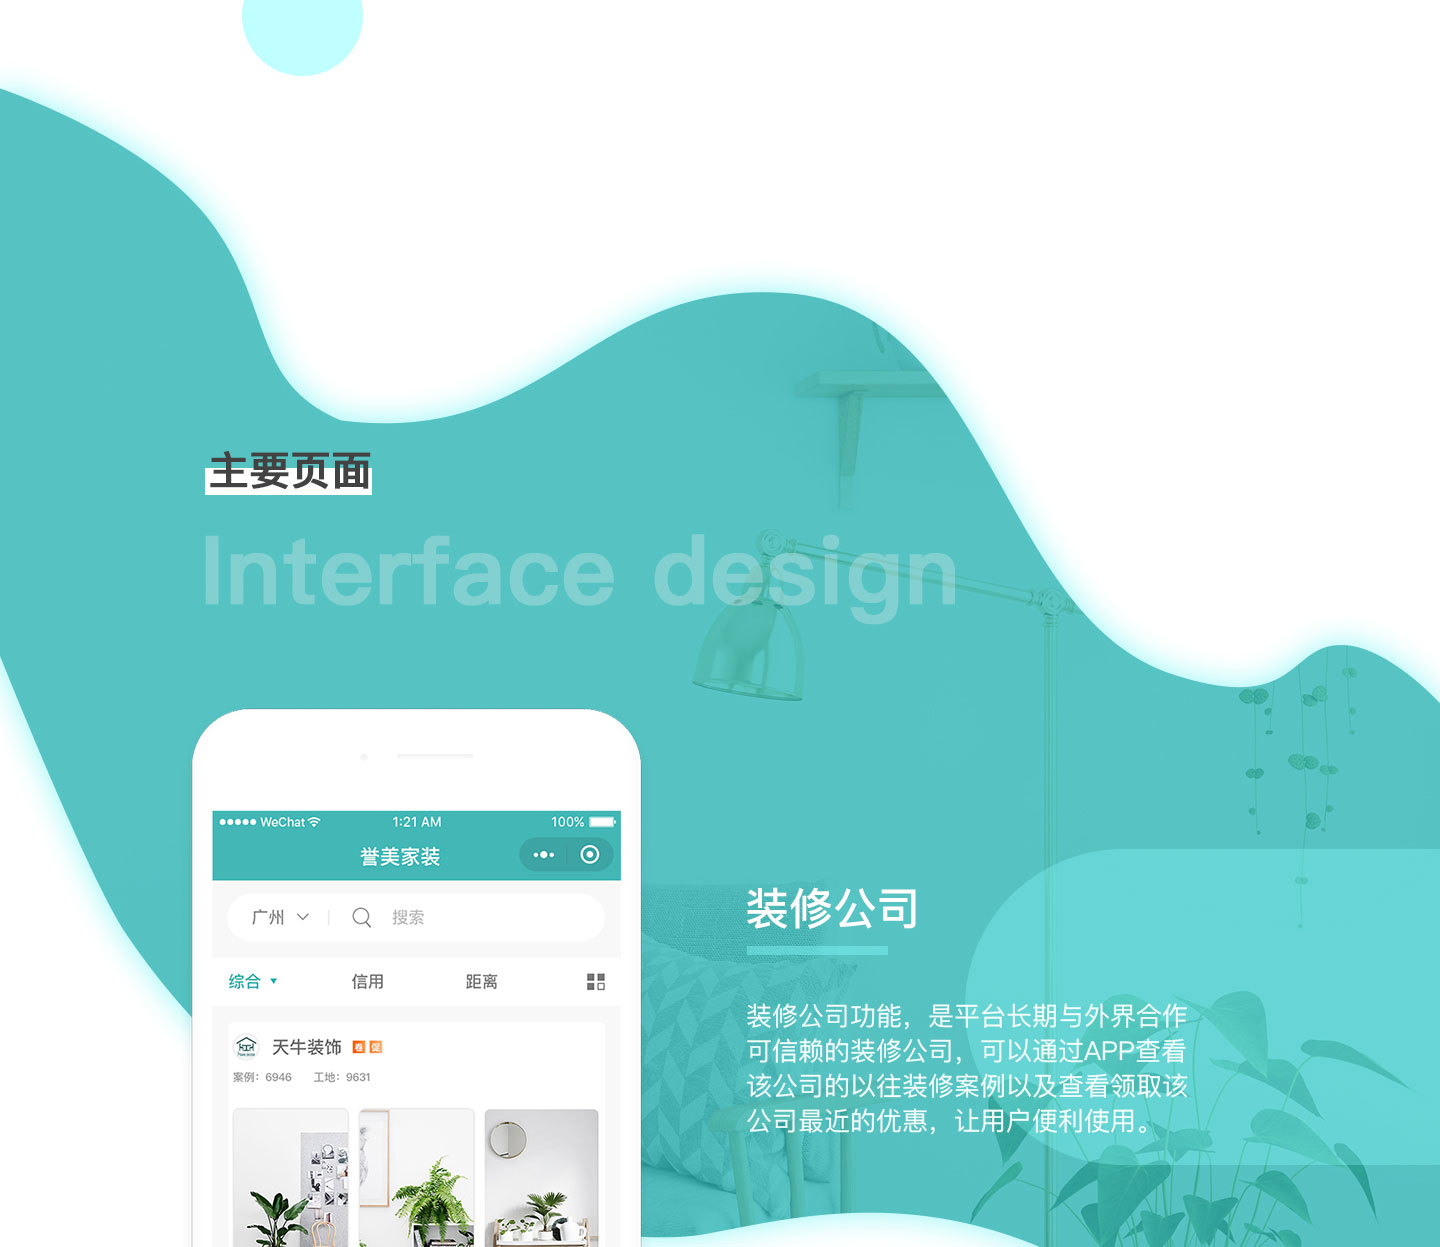 主要页面
Interface design
WeChat 1:21 AM 100%
誉美家装
广州 搜索
综合 信用 距离
天牛装饰 卷 促
案例：6946 工地：9631
装修公司
装修公司功能，是平台长期与外界合作
可信赖的装修公司，可以通过APP查看
该公司的以往装修案例以及查看领取该
公司最近的优惠，让用户便利使用。